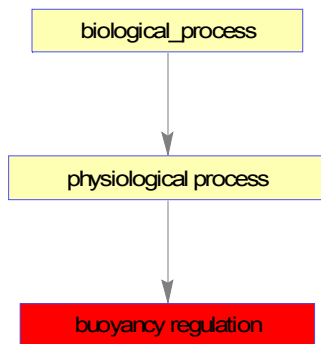 biological_process
physiological process
buoyancy regulation